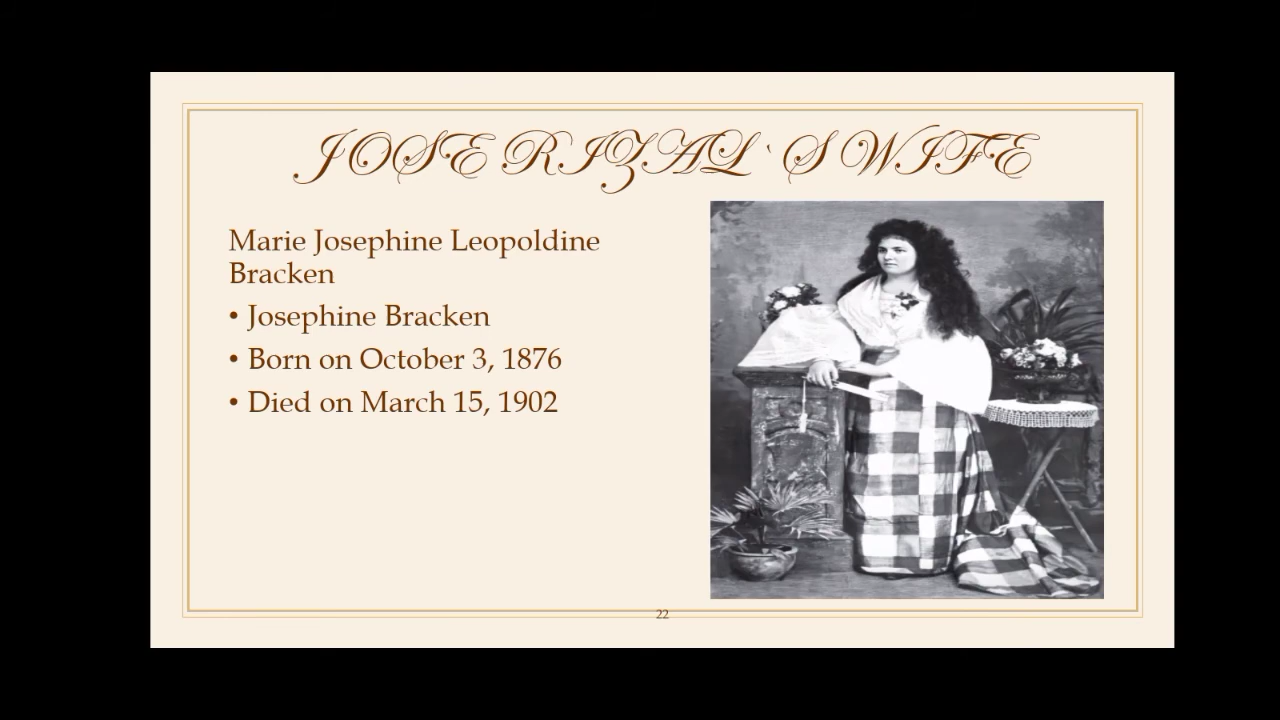 JOSE RIZAL`S WIFE
Marie Josephine Leopoldine
Bracken
• Josephine Bracken
• Born on October 3, 1876
• Died on March 15, 1902
22